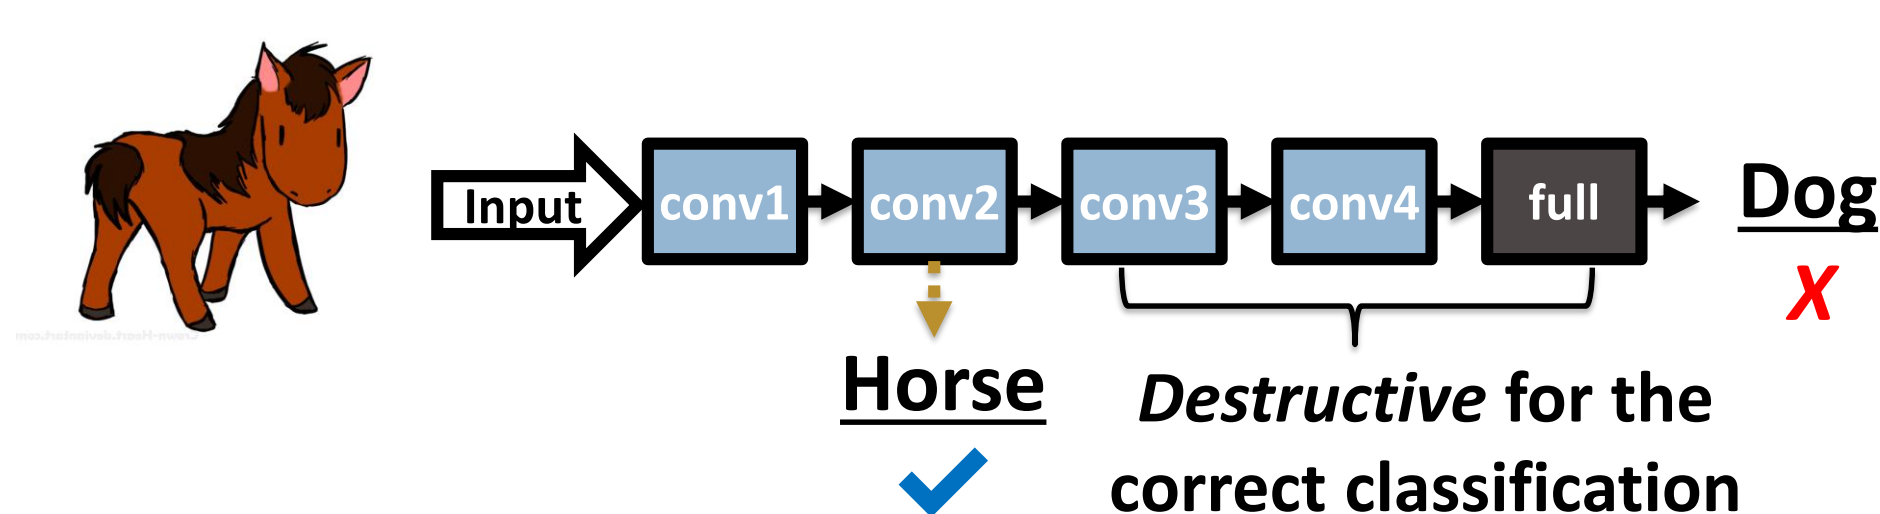 Input
conv1
conv2
conv3
conv4
full
Dog
X
Horse
Destructive for the
correct classification